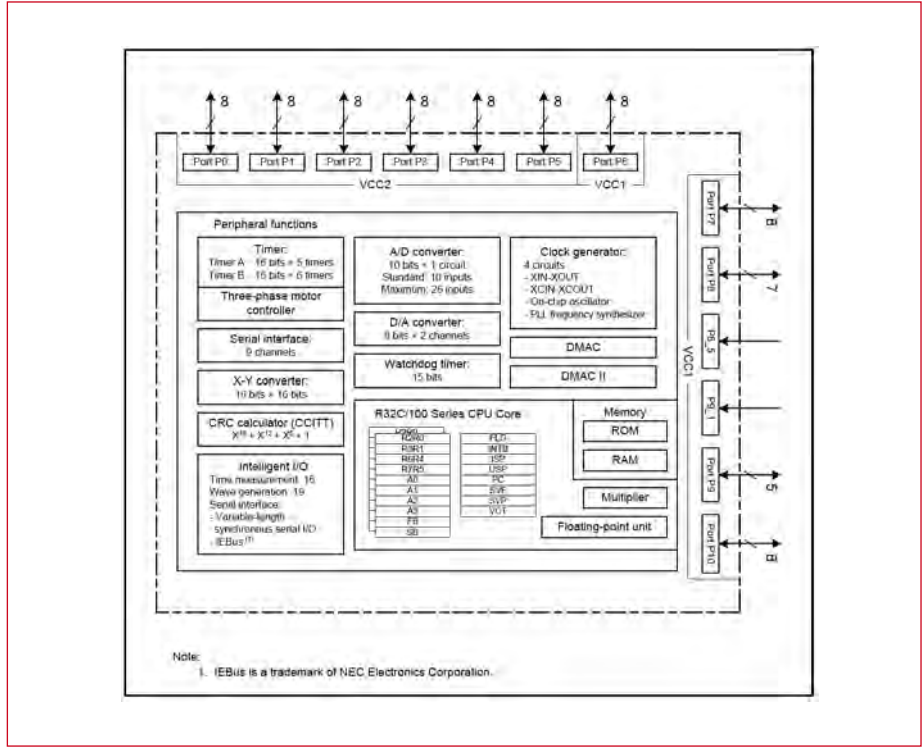 8 8 8 8 8 8 8
Port P0 Port P1 Port P2 Port P3 Port P4 Port P5 Port P6
VCC2 VCC1
Peripheral functions
Timer:
Timer A 16 bits × 5 timers
Timer B 16 bits × 6 timers
Three-phase motor
controller
Serial interface:
9 channels
X-Y converter:
16 bits × 16 bits
CRC calculator (CCITT)
X16 + X12 + X5 + 1
Intelligent I/O
Time measurement 16
Wave generation 19
Serial interface:
- Variable-length
synchronous serial I/O
- IEBus (1)
A/D converter:
10 bits × 1 circuit
Standard: 10 inputs
Maximum: 26 inputs
D/A converter:
8 bits × 2 channels
Watchdog timer:
15 bits
Clock generator:
4 circuits
- XIN-XOUT
- XCIN-XCOUT
- On-chip oscillator
- PLL frequency synthesizer
DMAC
DMAC II
R32C/100 Series CPU Core
R2R0
R3R1
R6R4
R7R5
A0
A1
A2
A3
FB
SB
FLG
INTB
ISP
USP
PC
SVF
SVP
VCT
Memory
ROM
RAM
Multiplier
Floating-point unit
VCC1
Port P7 8
Port P8 7
P8_5
P9_1
Port P9 5
Port P10 8
Note:
1. IEBus is a trademark of NEC Electronics Corporation.